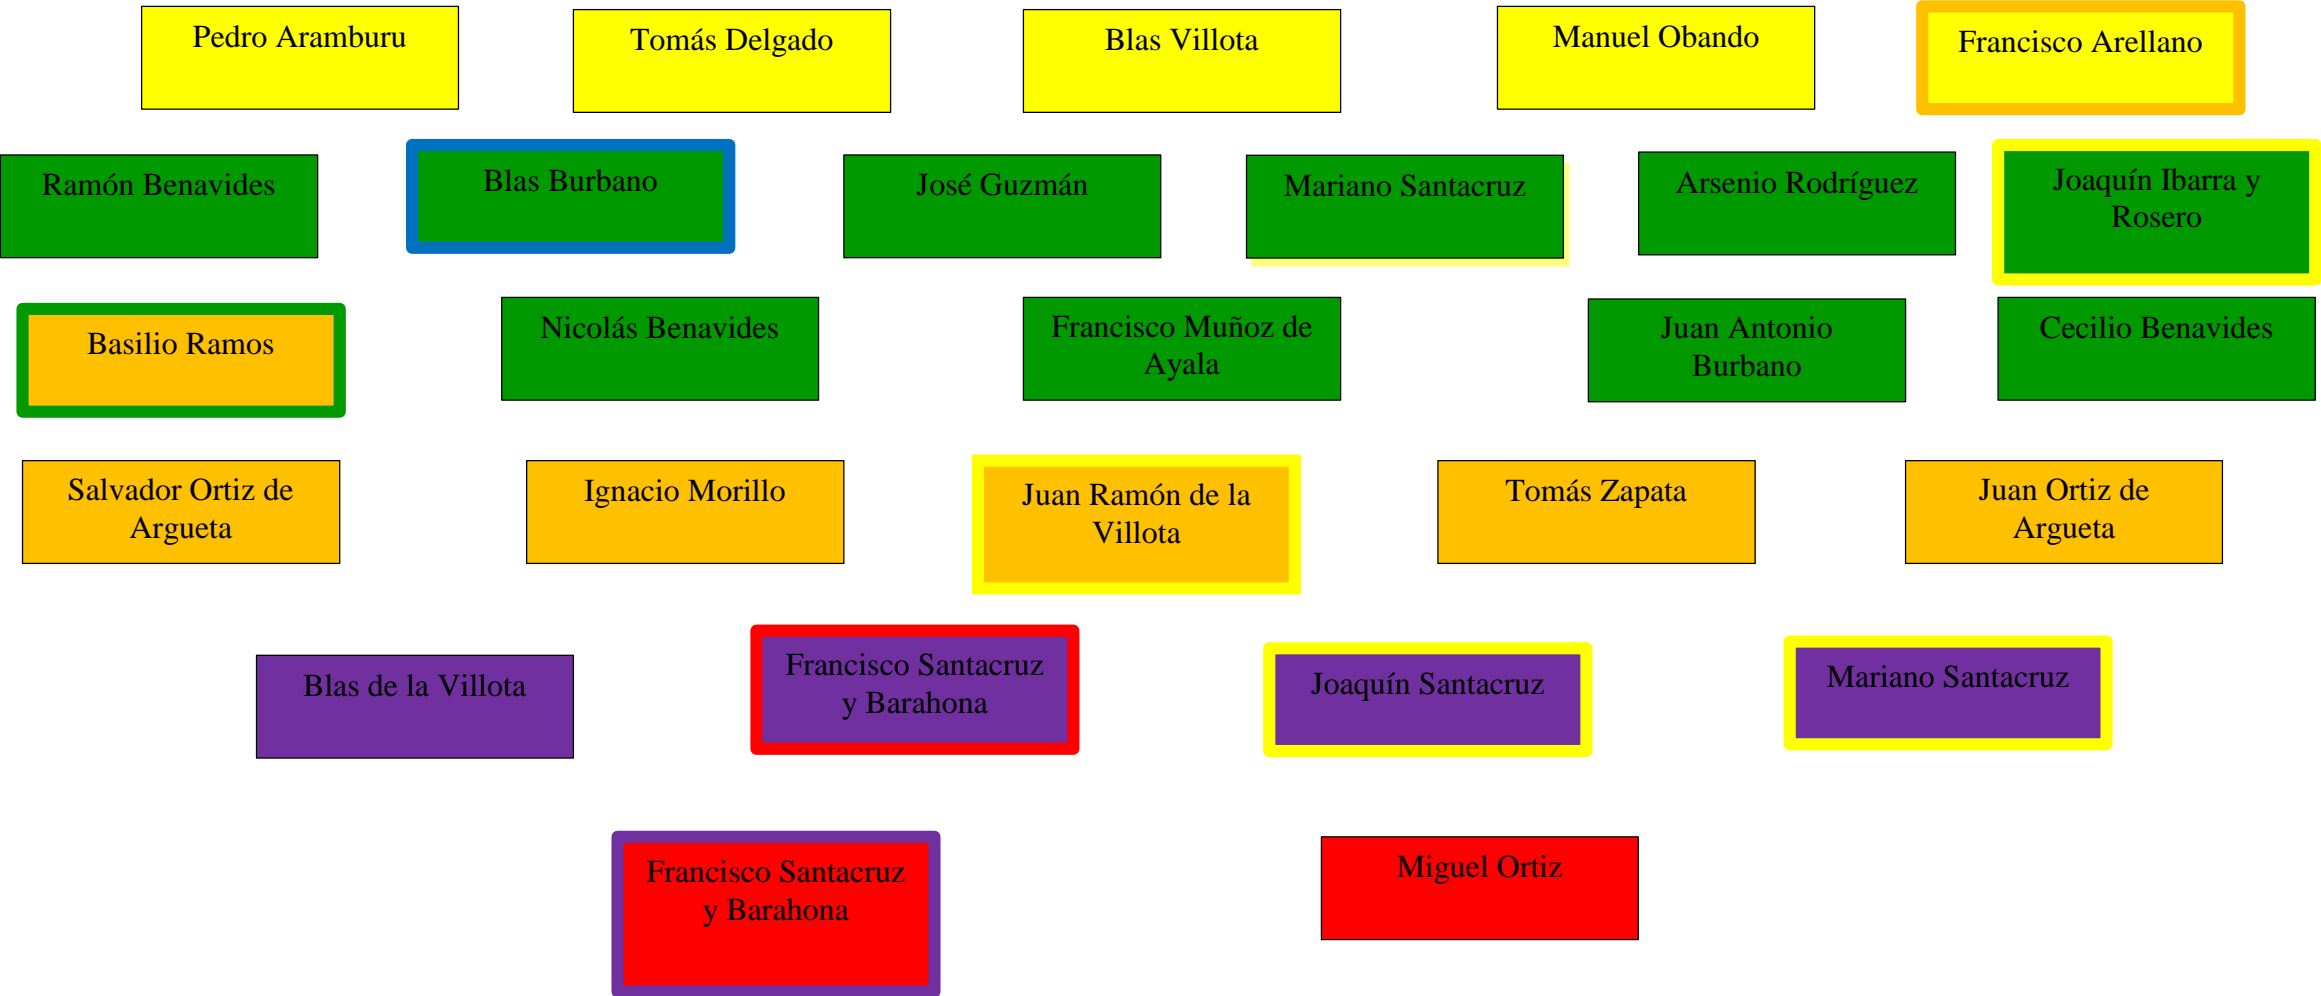 Pedro Aramburu
Tomás Delgado
Blas Villota
Manuel Obando
Francisco Arellano
Ramón Benavides
Blas Burbano
José Guzmán
Mariano Santacruz
Arsenio Rodríguez
Joaquín Ibarra y
Rosero
Basilio Ramos
Nicolás Benavides
Francisco Muñoz de
Ayala
Juan Antonio
Burbano
Cecilio Benavides
Salvador Ortiz de
Argueta
Ignacio Morillo
Juan Ramón de la
Villota
Tomás Zapata
Juan Ortiz de
Argueta
Blas de la Villota
Francisco Santacruz
y Barahona
Joaquín Santacruz
Mariano Santacruz
Francisco Santacruz
y Barahona
Miguel Ortiz